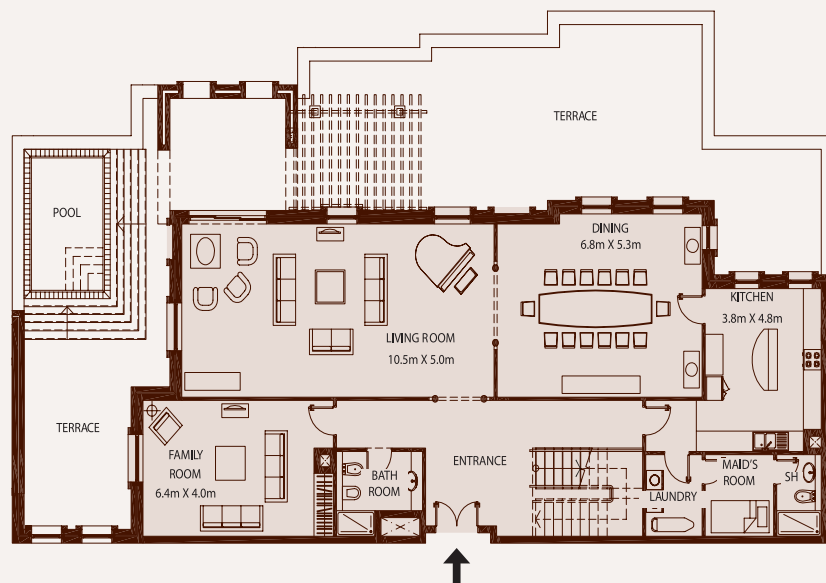 TERRACE
POOL
DINING
6.8m X 5.3m
KITCHEN
3.8m X 4.8m
LIVING ROOM
10.5m X 5.0m
TERRACE
FAMILY
ROOM
6.4m X 4.0m
BATH
ROOM
ENTRANCE
LAUNDRY
MAID'S
ROOM
SH